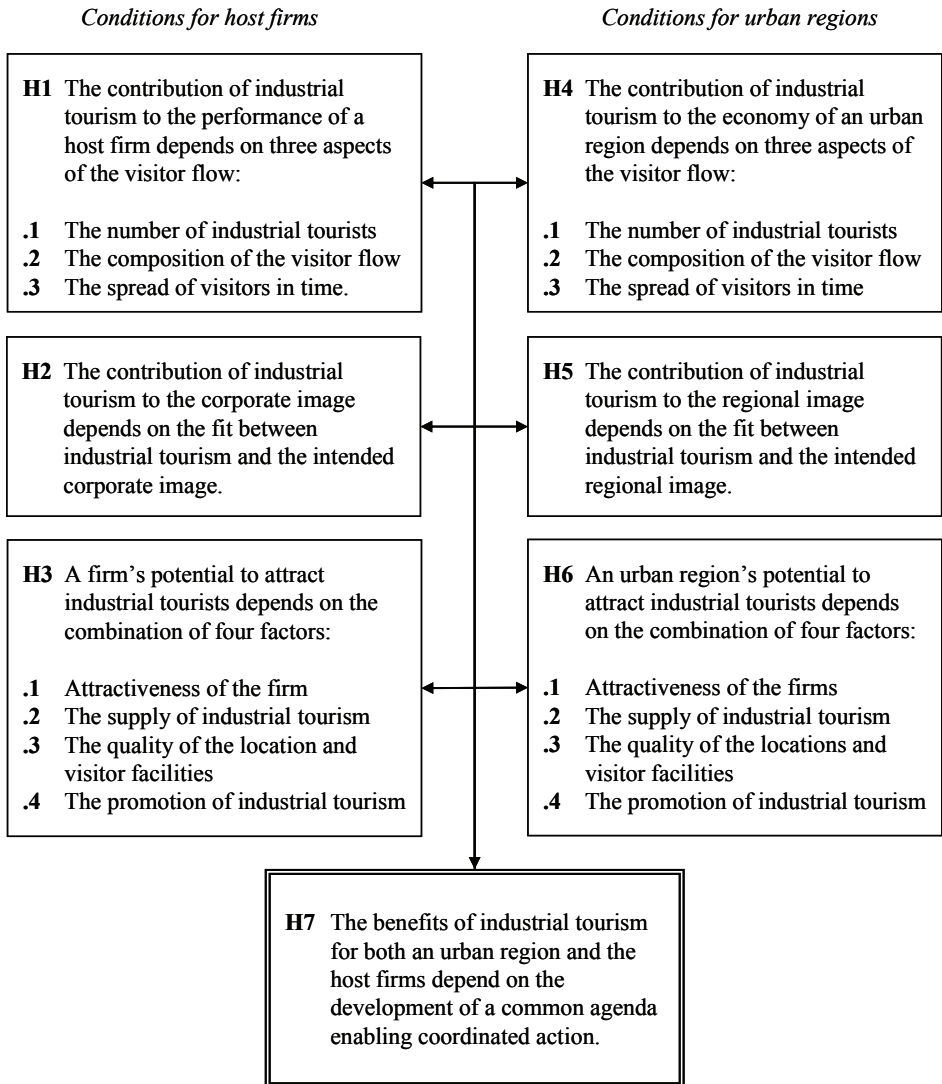 Conditions for host firms
Conditions for urban regions
H1 The contribution of industrial
tourism to the performance of a
host firm depends on three aspects
of the visitor flow:
.1 The number of industrial tourists
.2 The composition of the visitor flow
.3 The spread of visitors in time.
H4 The contribution of industrial
tourism to the economy of an urban
region depends on three aspects of
the visitor flow:
.1 The number of industrial tourists
.2 The composition of the visitor flow
.3 The spread of visitors in time
H2 The contribution of industrial
tourism to the corporate image
depends on the fit between
industrial tourism and the intended
corporate image.
H5 The contribution of industrial
tourism to the regional image
depends on the fit between
industrial tourism and the intended
regional image.
H3 A firm’s potential to attract
industrial tourists depends on the
combination of four factors:
.1 Attractiveness of the firm
.2 The supply of industrial tourism
.3 The quality of the location and
visitor facilities
.4 The promotion of industrial tourism
H6 An urban region’s potential to
attract industrial tourists depends
on the combination of four factors:
.1 Attractiveness of the firms
.2 The supply of industrial tourism
.3 The quality of the locations and
visitor facilities
.4 The promotion of industrial tourism
H7 The benefits of industrial tourism
for both an urban region and the
host firms depend on the
development of a common agenda
enabling coordinated action.